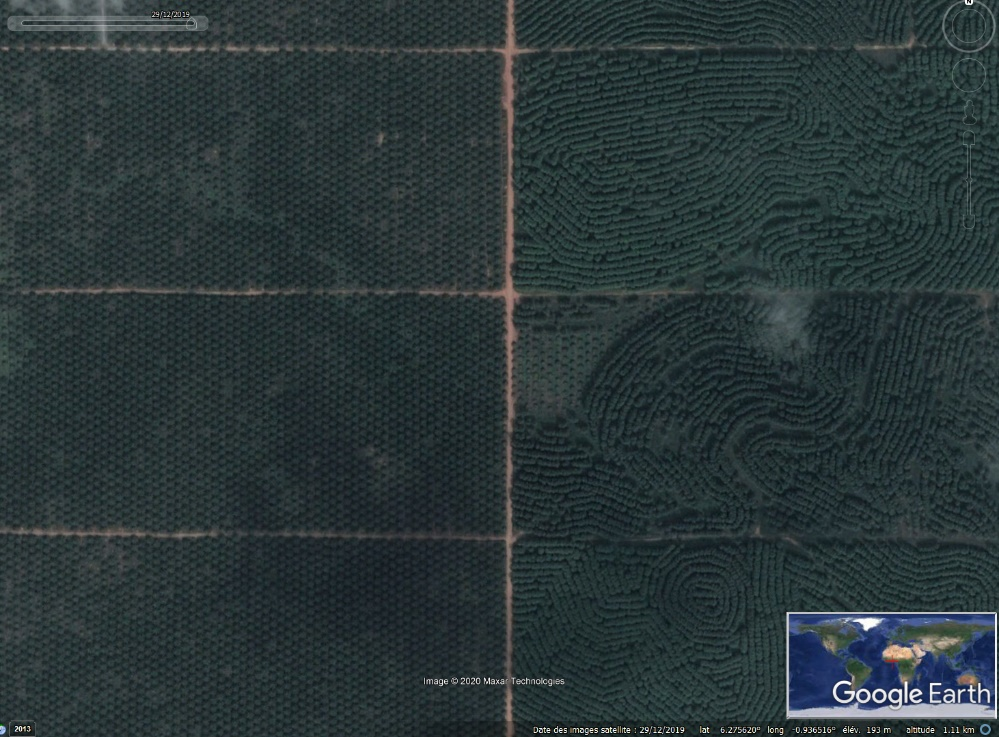 29/12/2019
N
Image © 2020 Maxar Technologies
Google Earth
2013
Date des images satellite : 29/12/2019 lat 6.275620° long -0.936516° élév. 193 m altitude 1.11 km